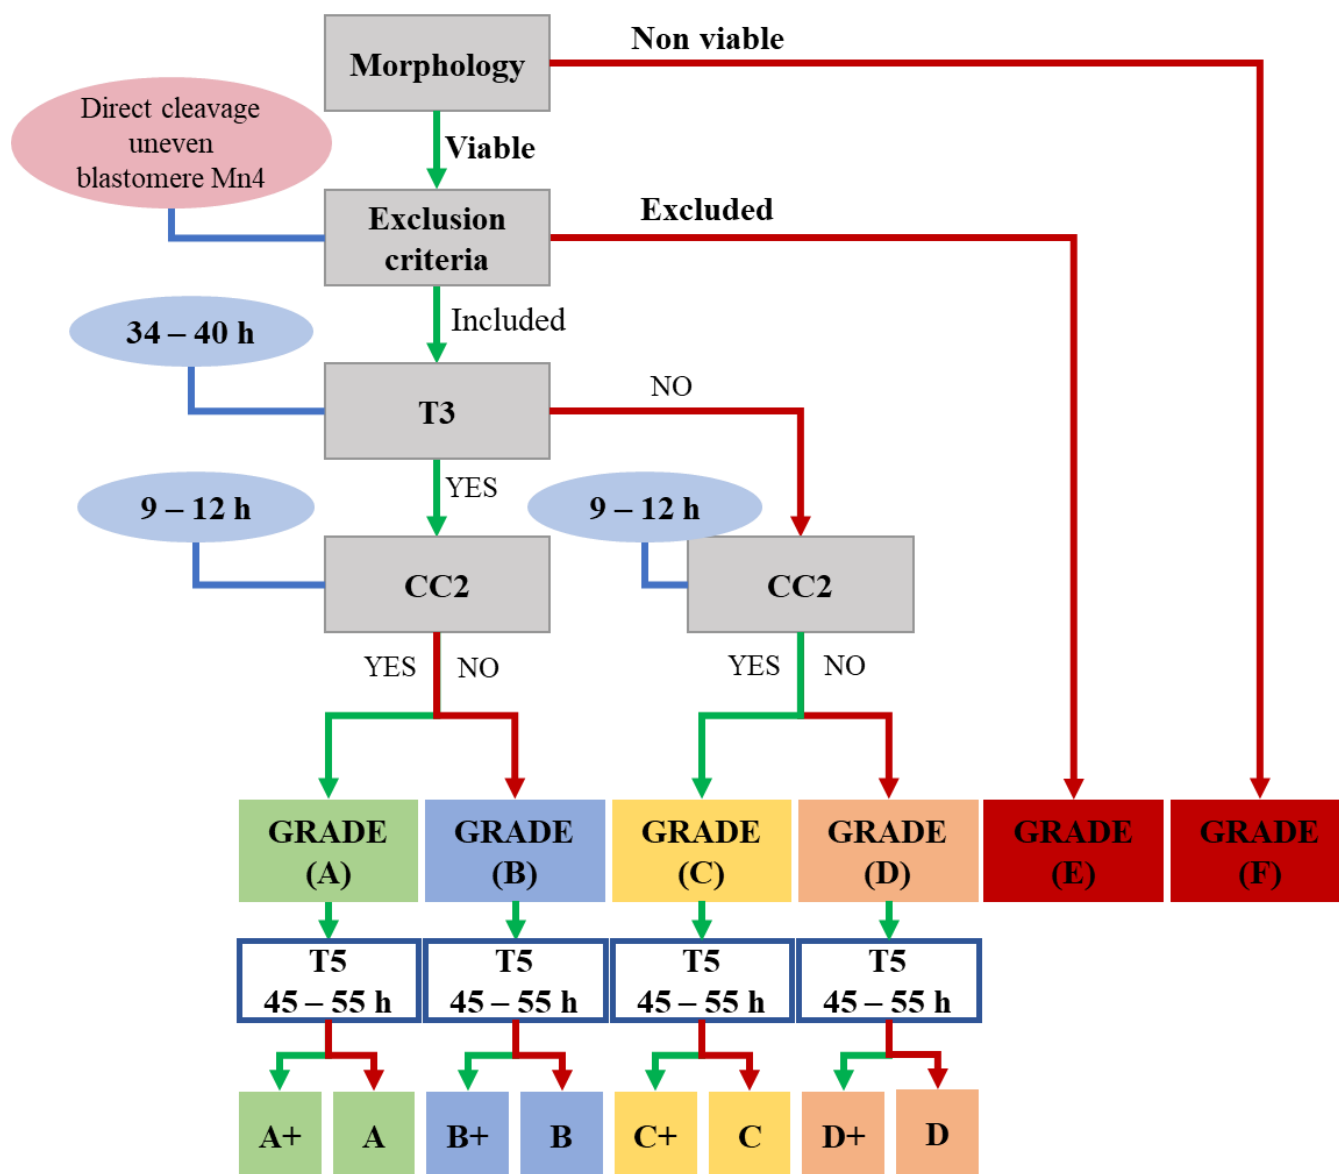 Non viable
Morphology
Direct cleavage
uneven
blastomere Mn4
Viable
Exclusion
criteria
Excluded
Included
34 – 40 h
T3
NO
YES
9 – 12 h
9 – 12 h
CC2
CC2
YES NO
YES NO
GRADE
(A)
GRADE
(B)
GRADE
(C)
GRADE
(D)
GRADE
(E)
GRADE
(F)
T5
45 – 55 h
T5
45 – 55 h
T5
45 – 55 h
T5
45 – 55 h
A+
A
B+
B
C+
C
D+
D